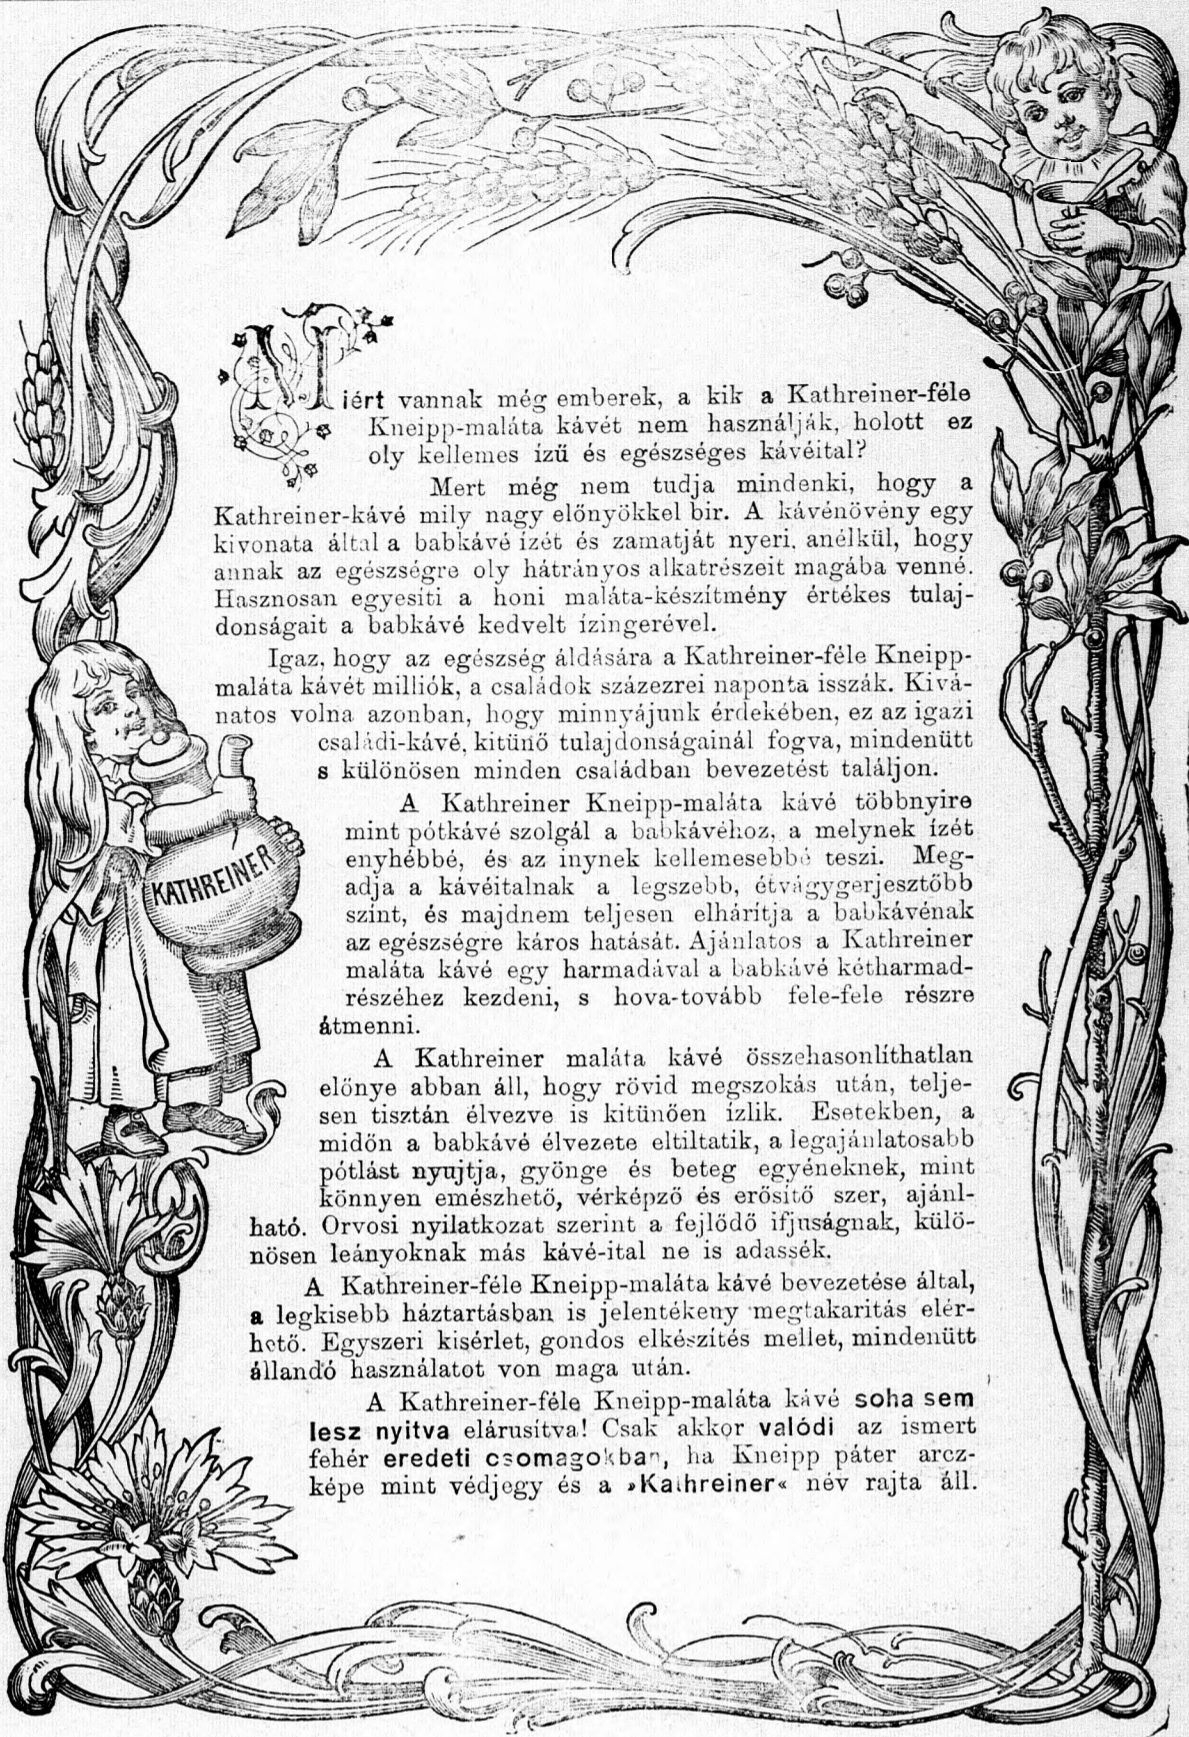 Miért vannak még emberek, a kik a Kathreiner-féle
Kneipp-maláta kávét nem használják, holott ez
oly kellemes ízű és egészséges kávéital?
Mert még nem tudja mindenki, hogy a
Kathreiner-kávé mily nagy előnyökkel bir. A kávénövény egy
kivonata által a babkávé ízét és zamatját nyeri, anélkül, hogy
annak az egészségre oly hátrányos alkatrészeit magába venné.
Hasznosan egyesíti a honi maláta-készítmény értékes tulaj-
donságait a babkávé kedvelt ízingerével.
Igaz, hogy az egészség áldására a Kathreiner-féle Kneipp-
maláta kávét milliók, a családok százezrei naponta isszák. Kivá-
natos volna azonban, hogy minnyájunk érdekében, ez az igazi
családi-kávé, kitünő tulajdonságainál fogva, mindenütt
s különösen minden családban bevezetést találjon.
A Kathreiner Kneipp-maláta kávé többnyire
mint pótkávé szolgál a babkávéhoz, a melynek ízét
enyhébbé, és az inynek kellemesebbé teszi. Meg-
adja a kávéitalnak a legszebb, étvágygerjesztőbb
szint, és majdnem teljesen elhárítja a babkávénak
az egészségre káros hatását. Ajánlatos a Kathreiner
maláta kávé egy harmadával a babkávé kétharmad-
részéhez kezdeni, s hova-tovább fele-fele részre
átmenni.
A Kathreiner maláta kávé összehasonlíthatlan
előnye abban áll, hogy rövid megszokás után, telje-
sen tisztán élvezve is kitünően ízlik. Esetekben, a
midőn a babkávé élvezete eltiltatik, a legajánlatosabb
pótlást nyujtja, gyönge és beteg egyéneknek, mint
könnyen emészhető, vérképző és erősitő szer, ajánl-
ható. Orvosi nyilatkozat szerint a fejlődő ifjuságnak, külö-
nösen leányoknak más kávé-ital ne is adassék.
A Kathreiner-féle Kneipp-maláta kávé bevezetése által,
a legkisebb háztartásban is jelentékeny megtakaritás elér-
hető. Egyszeri kisérlet, gondos elkészítés mellet, mindenütt
állandó használatot von maga után.
A Kathreiner-féle Kneipp-maláta kávé soha sem
lesz nyitva elárusítva! Csak akkor valódi az ismert
fehér eredeti csomagokban, ha Kneipp páter arcz-
képe mint védjegy és a »Kathreiner« név rajta áll.
KATHREINER